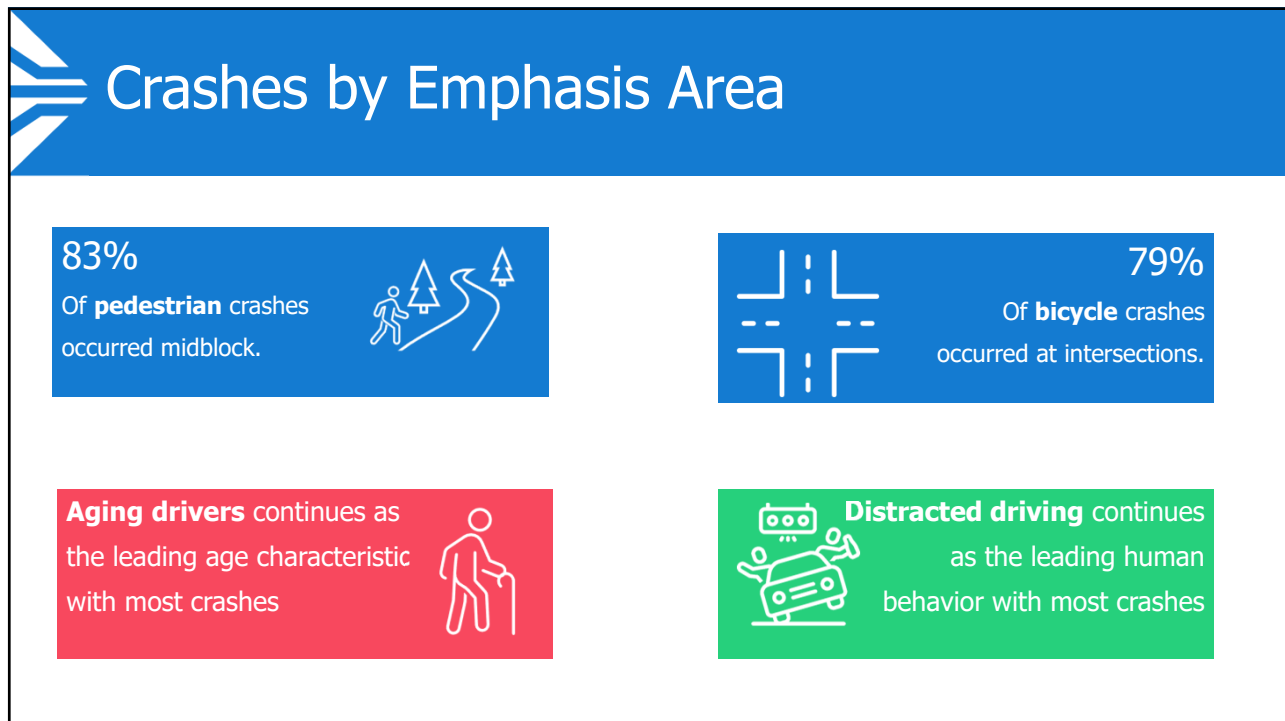 Crashes by Emphasis Area
83%
Of pedestrian crashes
occurred midblock.
79%
Of bicycle crashes
occurred at intersections.
Aging drivers continues as
the leading age characteristic
with most crashes
Distracted driving continues
as the leading human
behavior with most crashes